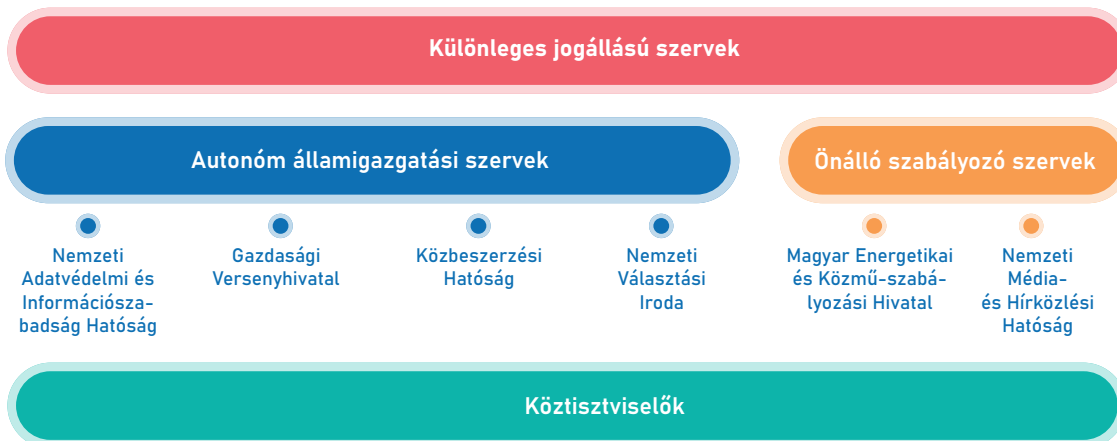 Különleges jogállású szervek
Autonóm államigazgatási szervek
Önálló szabályozó szervek
Nemzeti
Adatvédelmi és
Információsza-
badság Hatóság
Gazdasági
Versenyhivatal
Közbeszerzési
Hatóság
Nemzeti
Választási
Iroda
Magyar Energetikai
és Közmű-szabá-
lyozási Hivatal
Nemzeti
Média-
és Hírközlési
Hatóság
Köztisztviselők